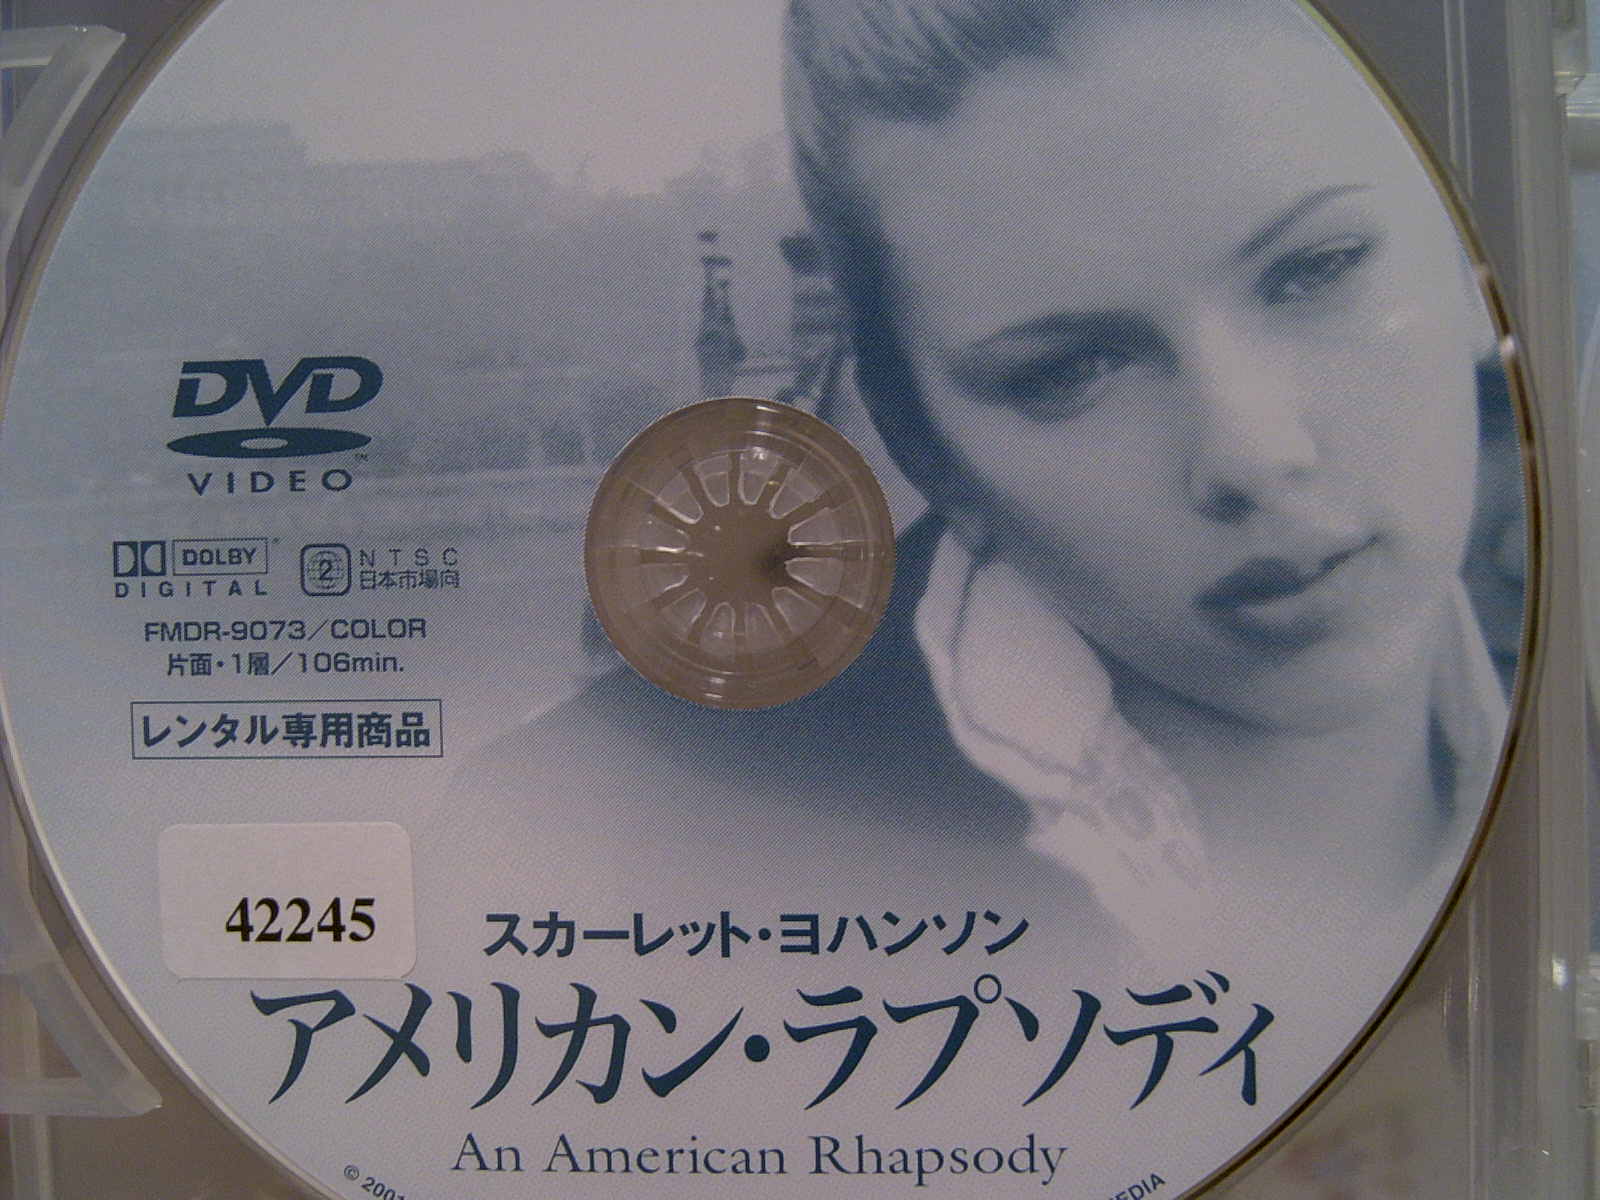 DVD
VIDEO™
DOLBY
DIGITAL
2
NTSC
日本市場向
FMDR-9073／COLOR
片面・1層／106min.
レンタル専用商品
42245
スカーレット・ヨハンソン
アメリカン・ラプソディ
An American Rhapsody